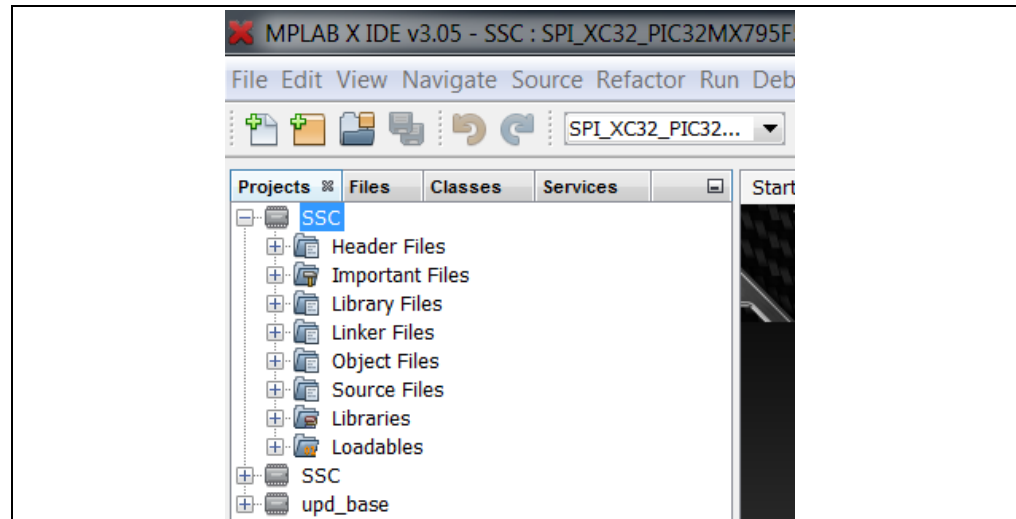 MPLAB X IDE v3.05 - SSC : SPI_XC32_PIC32MX795F
File Edit View Navigate Source Refactor Run Deb
SPI_XC32_PIC32...
Projects Files Classes Services Start
SSC
Header Files
Important Files
Library Files
Linker Files
Object Files
Source Files
Libraries
Loadables
SSC
upd_base